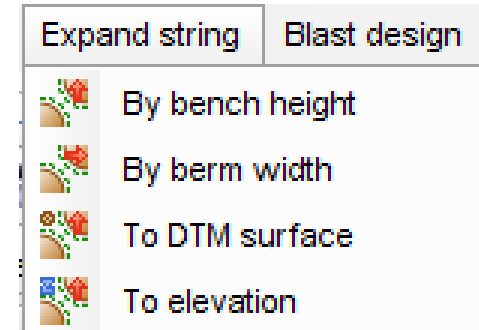 Expand string Blast design
By bench height
By berm width
To DTM surface
To elevation